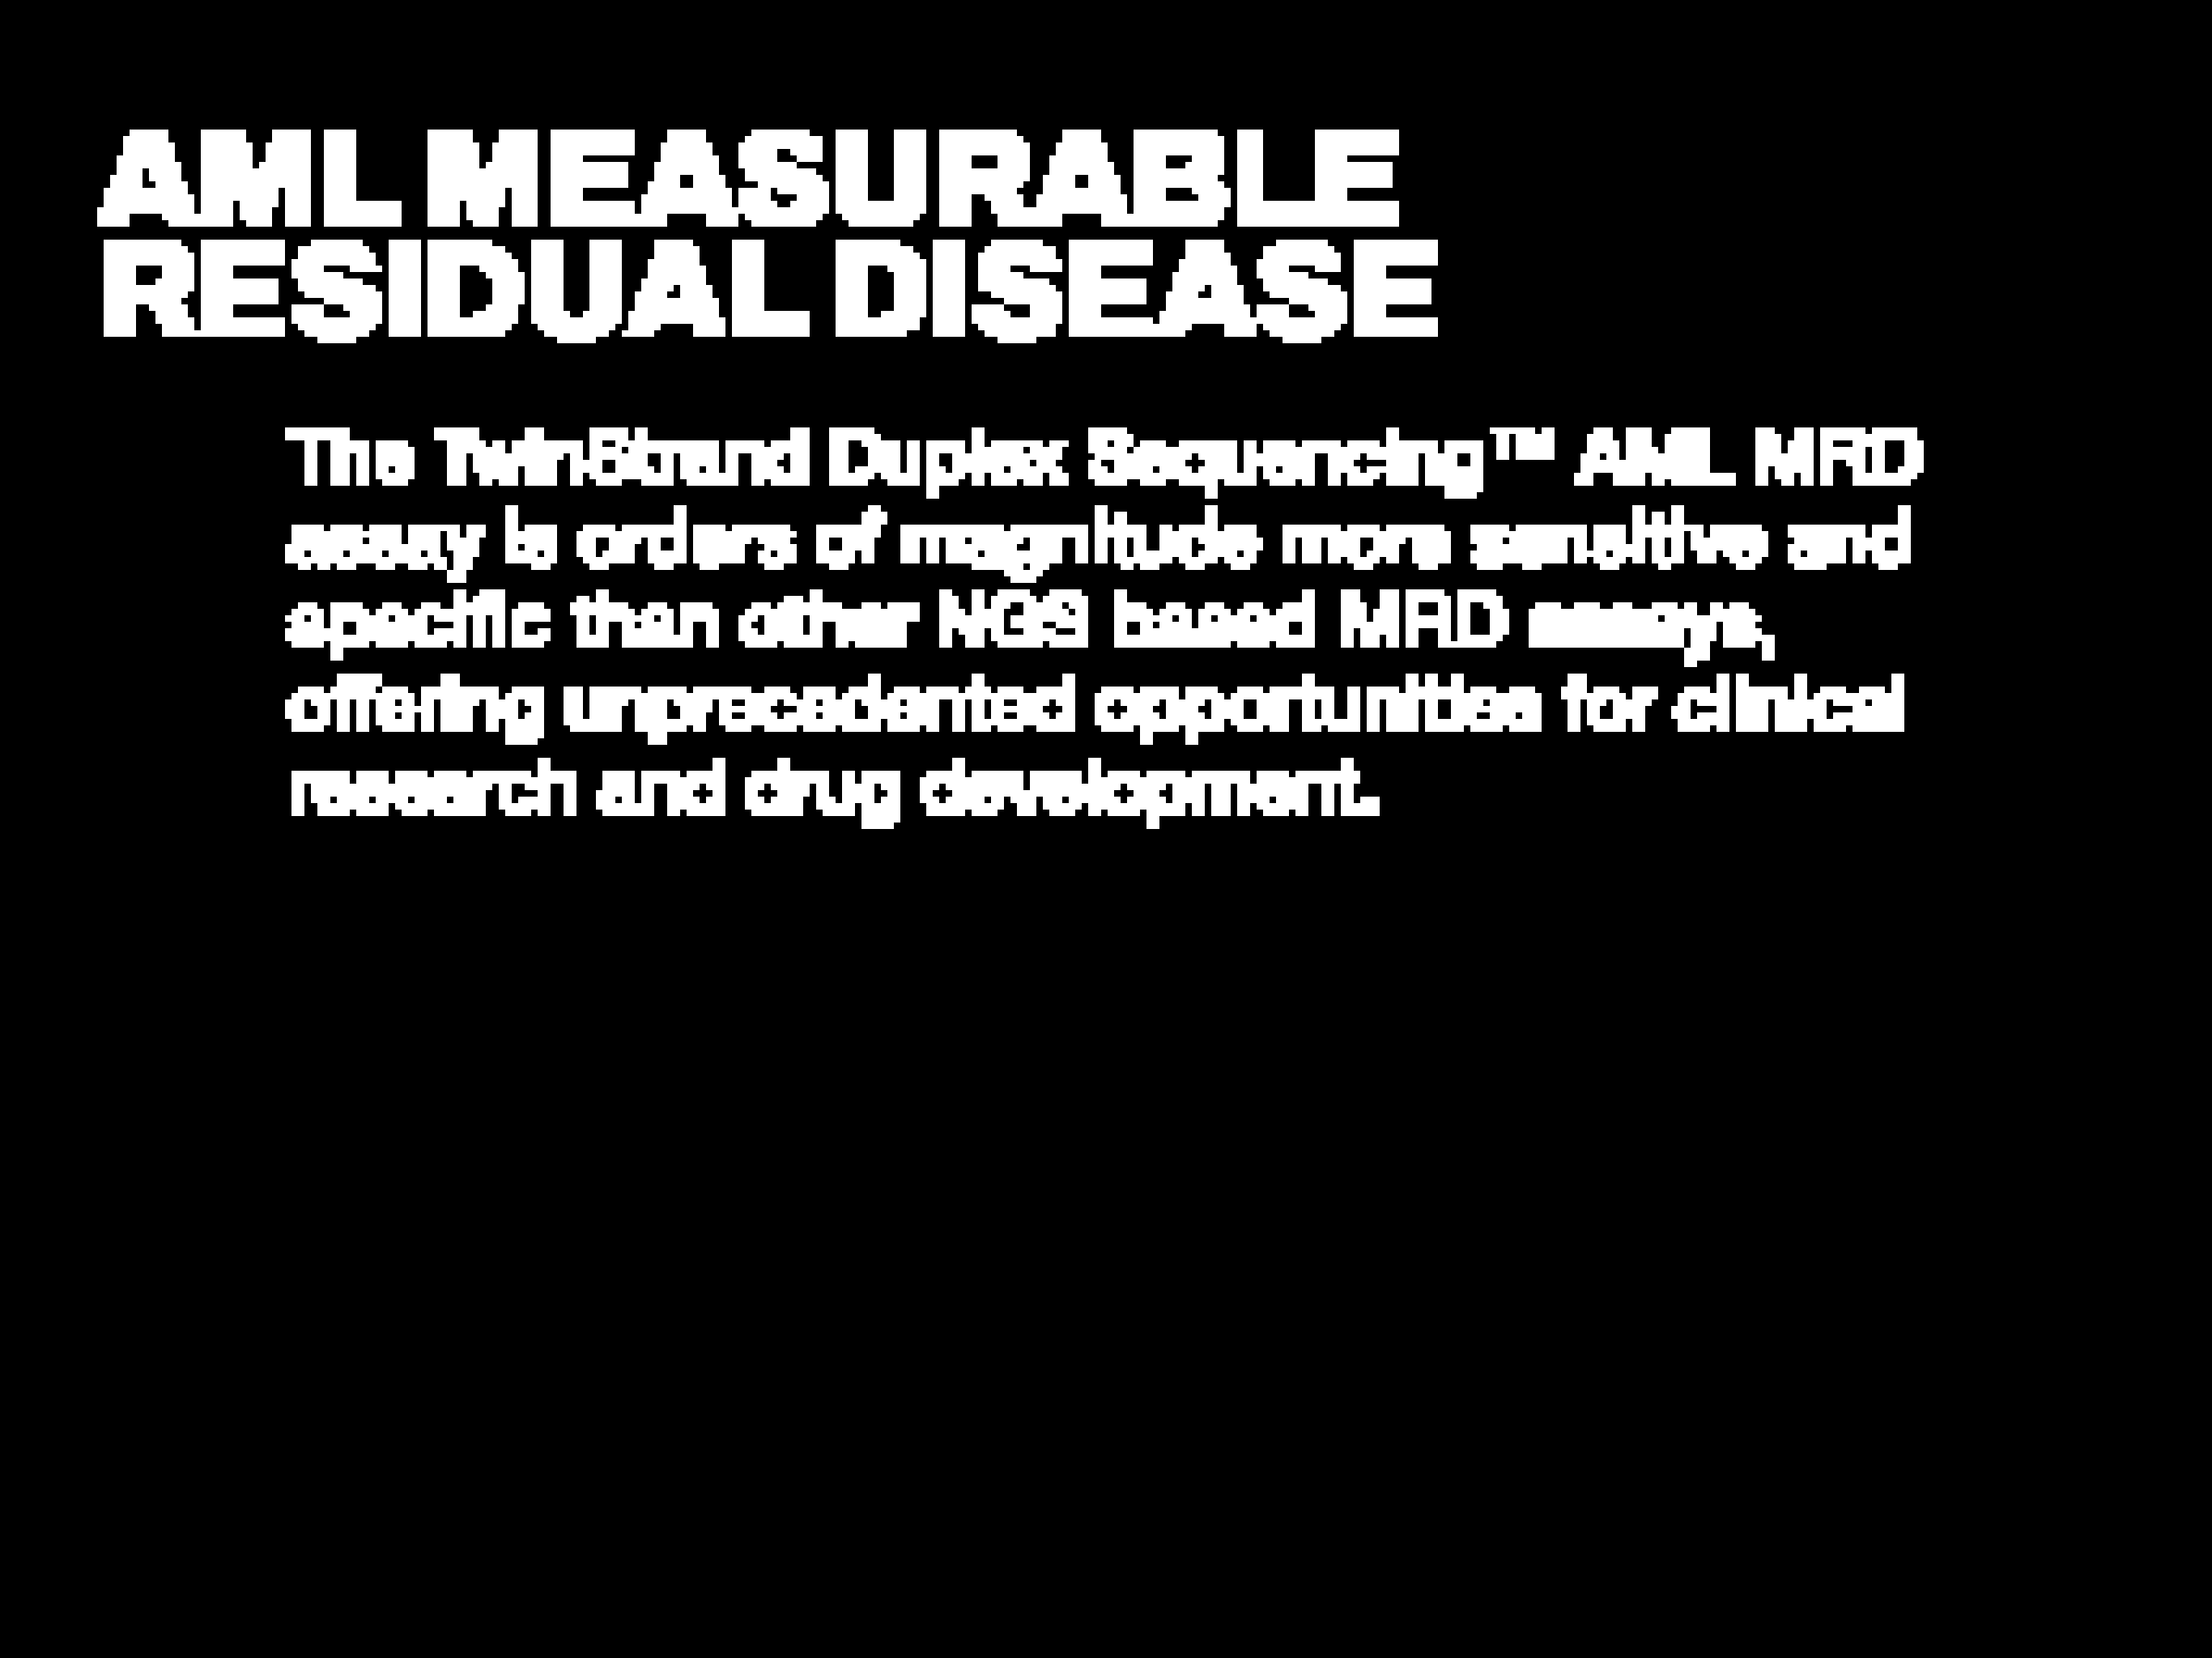 AML MEASURABLE
RESIDUAL DISEASE
The TwinStrand Duplex Sequencing™ AML MRD
assay is orders of magnitude more sensitive and
specific than other NGS based MRD assays,
offering unprecedented opportunities for clinical
research and drug development.